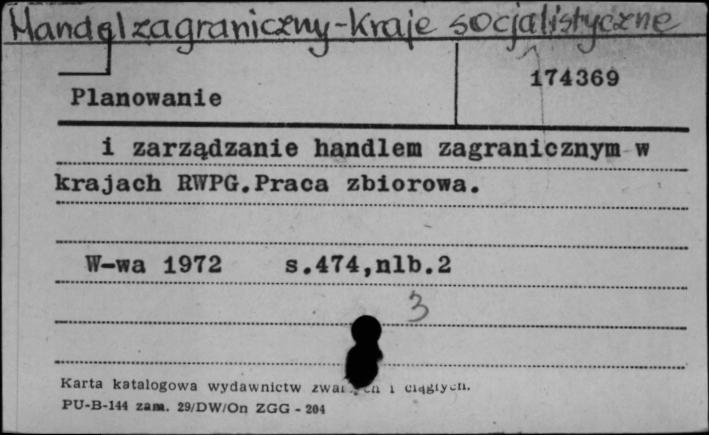 Handel zagraniczny-kraje socjalistyczne
174369
Planowanie
i zarządzanie handlem zagranicznym w
krajach RWPG.Praca zbiorowa.
W-wa 1972 s.474,nlb.2
3
Karta katalogowa wydawnictw i ciągłych.
PU-B-144 zam. 29/DW/On ZGG - 204